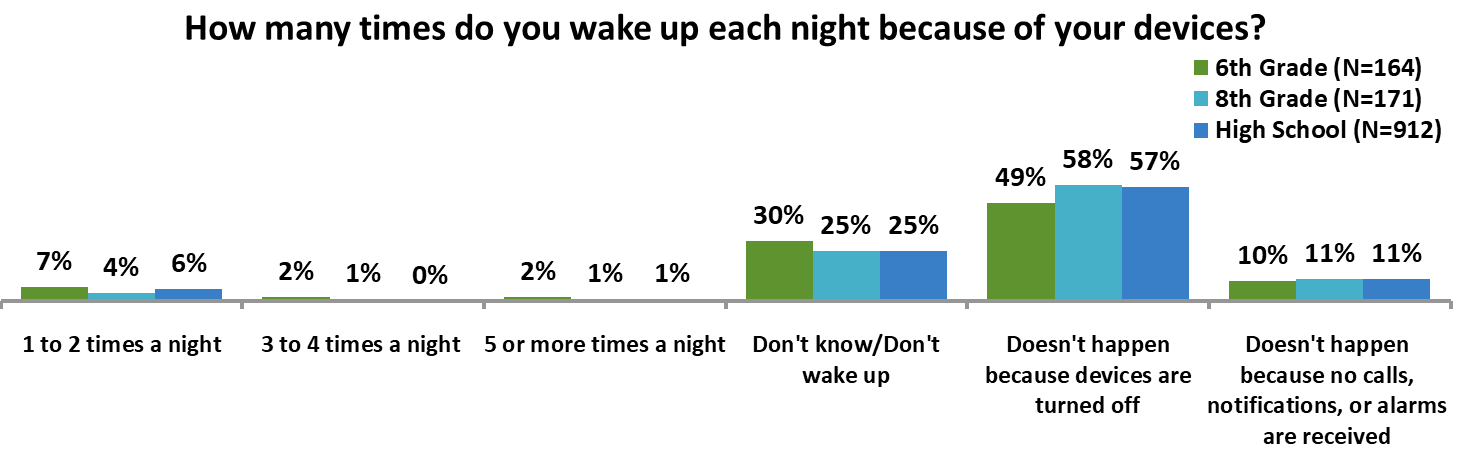 How many times do you wake up each night because of your devices?
6th Grade (N=164)
8th Grade (N=171)
High School (N=912)
7%
4%
6%
2%
1%
0%
2%
1%
1%
30%
25%
25%
49%
58%
57%
10%
11%
11%
1 to 2 times a night
3 to 4 times a night
5 or more times a night
Don't know/Don't
wake up
Doesn't happen
because devices are
turned off
Doesn't happen
because no calls,
notifications, or alarms
are received